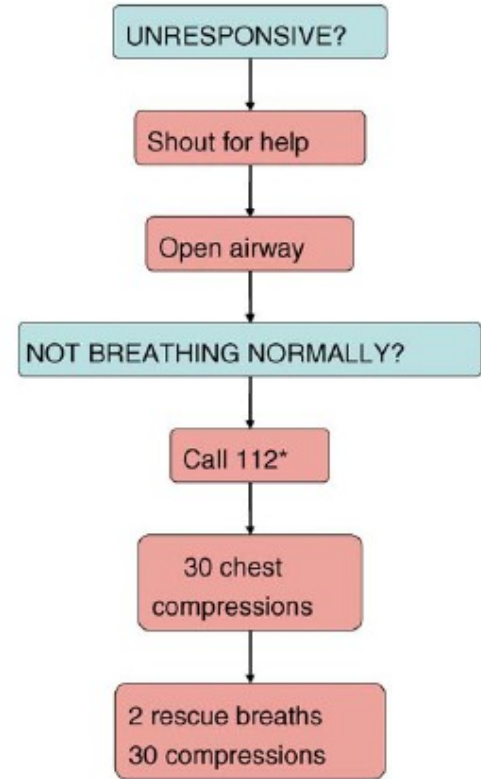 UNRESPONSIVE?
Shout for help
Open airway
NOT BREATHING NORMALLY?
Call 112*
30 chest
compressions
2 rescue breaths
30 compressions